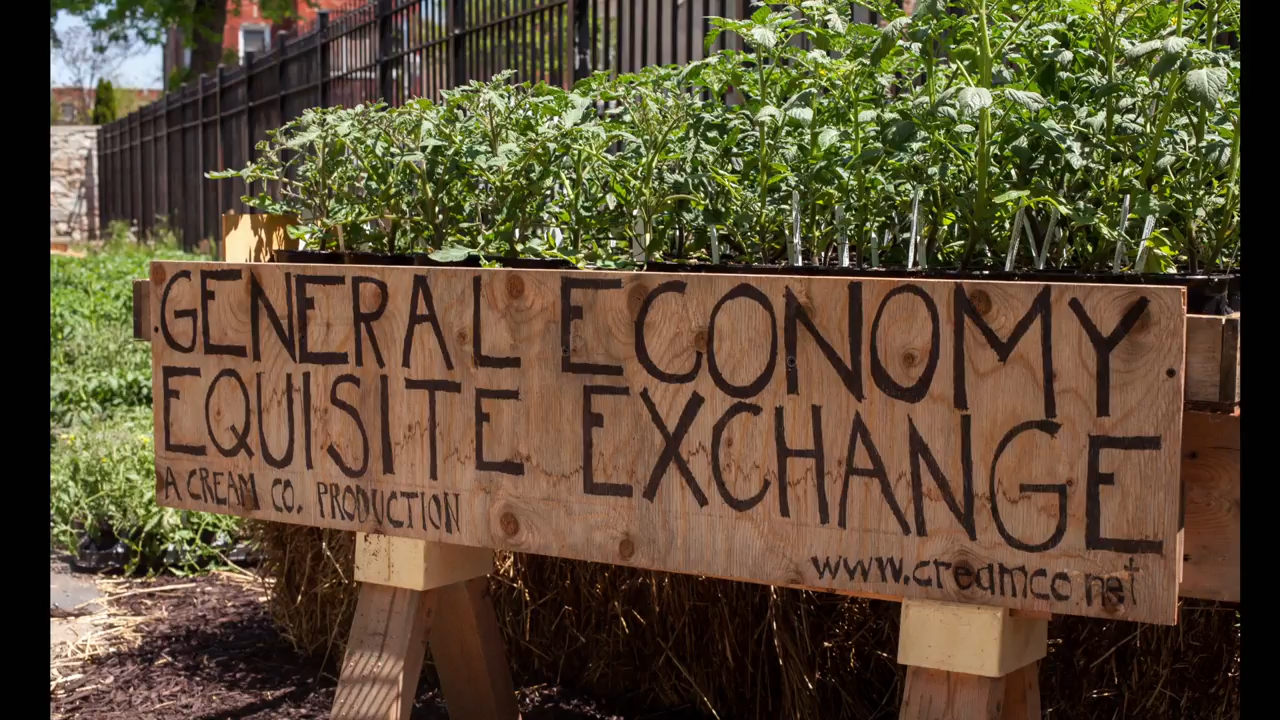 GENERAL ECONOMY
EQUISITE EXCHANGE
A CREAM CO. PRODUCTION
www.creamco.net